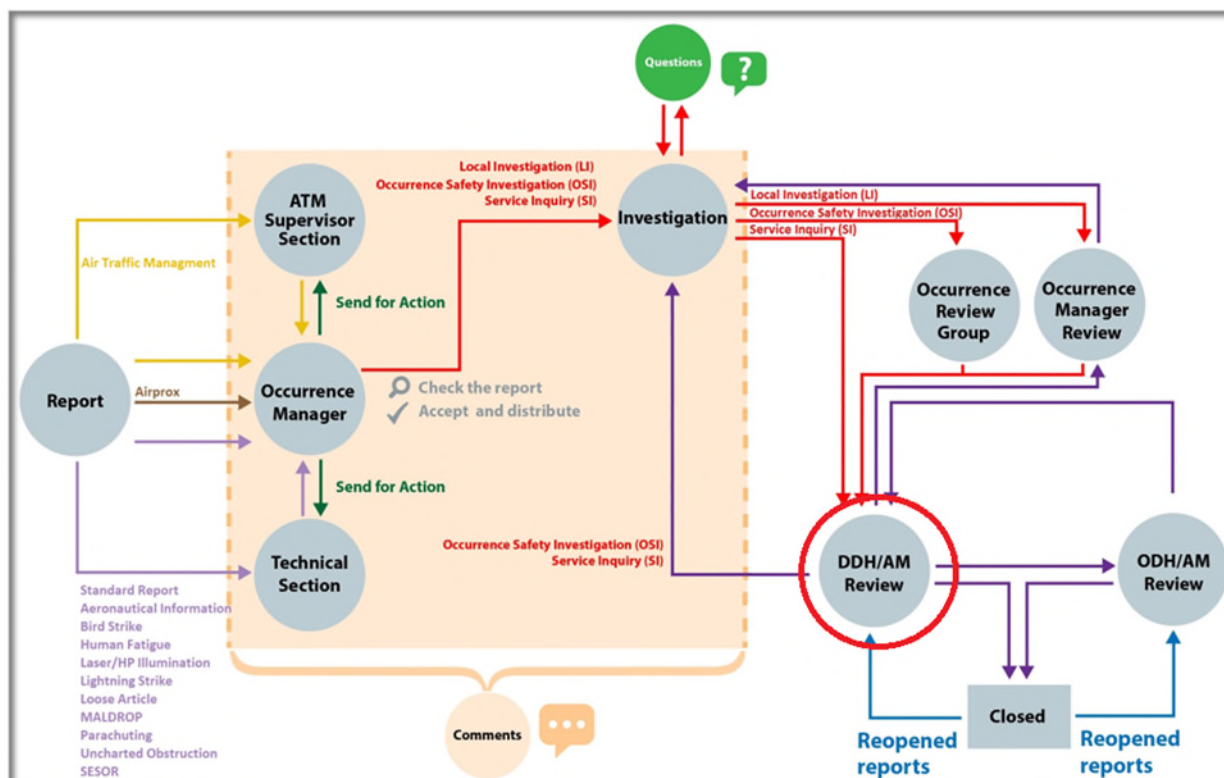 Questions
?
Local Investigation (LI)
Occurrence Safety Investigation (OSI)
Service Inquiry (SI)
ATM
Supervisor
Section
Investigation
Local Investigation (LI)
Occurrence Safety Investigation (OSI)
Service Inquiry (SI)
Air Traffic Managment
Send for Action
Occurrence
Review
Group
Occurrence
Manager
Review
Report
Airprox
Occurrence
Manager
Check the report
Accept and distribute
Send for Action
Technical
Section
Occurrence Safety Investigation (OSI)
Service Inquiry (SI)
DDH/AM
Review
ODH/AM
Review
Standard Report
Aeronautical Information
Bird Strike
Human Fatigue
Laser/HP Illumination
Lightning Strike
Loose Article
MALDROP
Parachuting
Uncharted Obstruction
SESOR
Comments
Closed
Reopened
reports
Reopened
reports